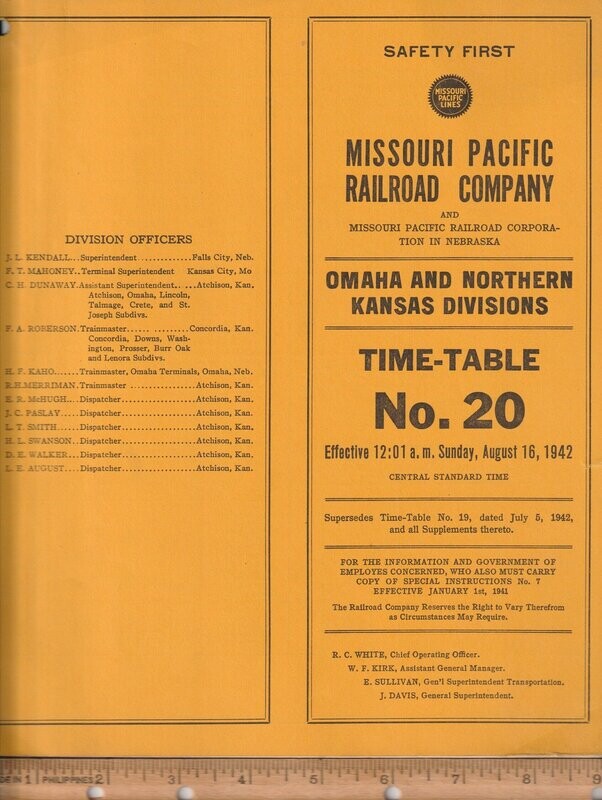 DIVISION OFFICERS
J. L. KENDALL...Superintendent ..............Falls City, Neb.
F. T. MAHONEY..Terminal Superintendent Kansas City, Mo
C. H. DUNAWAY.Assistant Superintendent.. ....Atchison, Kan.
Atchison, Omaha, Lincoln,
Talmage, Crete, and St.
Joseph Subdivs.
F. A. ROBERSON.Trainmaster...... ..........Concordia, Kan.
Concordia, Downs, Wash-
ington, Prosser, Burr Oak
and Lenora Subdivs.
H. F. KAHO......Trainmaster, Omaha Terminals, Omaha, Neb.
R.H.MERRIMAN.Trainmaster ..................Atchison, Kan.
E. R. McHUGH...Dispatcher....................Atchison, Kan.
J. C. PASLAY.....Dispatcher....................Atchison, Kan.
L. T. SMITH......Dispatcher....................Atchison, Kan.
H. L. SWANSON..Dispatcher....................Atchison, Kan.
D. E. WALKER...Dispatcher....................Atchison, Kan.
L. E. AUGUST....Dispatcher....................Atchison, Kan.
SAFETY FIRST
MISSOURI
PACIFIC
LINES
MISSOURI PACIFIC
RAILROAD COMPANY
AND
MISSOURI PACIFIC RAILROAD CORPORA-
TION IN NEBRASKA
OMAHA AND NORTHERN
KANSAS DIVISIONS
TIME-TABLE
No. 20
Effective 12:01 a. m. Sunday, August 16, 1942
CENTRAL STANDARD TIME
Supersedes Time-Table No. 19, dated July 5, 1942,
and all Supplements thereto.
FOR THE INFORMATION AND GOVERNMENT OF
EMPLOYES CONCERNED, WHO ALSO MUST CARRY
COPY OF SPECIAL INSTRUCTIONS No. 7
EFFECTIVE JANUARY 1st, 1941
The Railroad Company Reserves the Right to Vary Therefrom
as Circumstances May Require.
R. C. WHITE, Chief Operating Officer.
W. F. KIRK, Assistant General Manager.
E. SULLIVAN, Gen'l Superintendent Transportation.
J. DAVIS, General Superintendent.
DE IN 1 PHILIPPINES 2 3 4 5 6 7 8